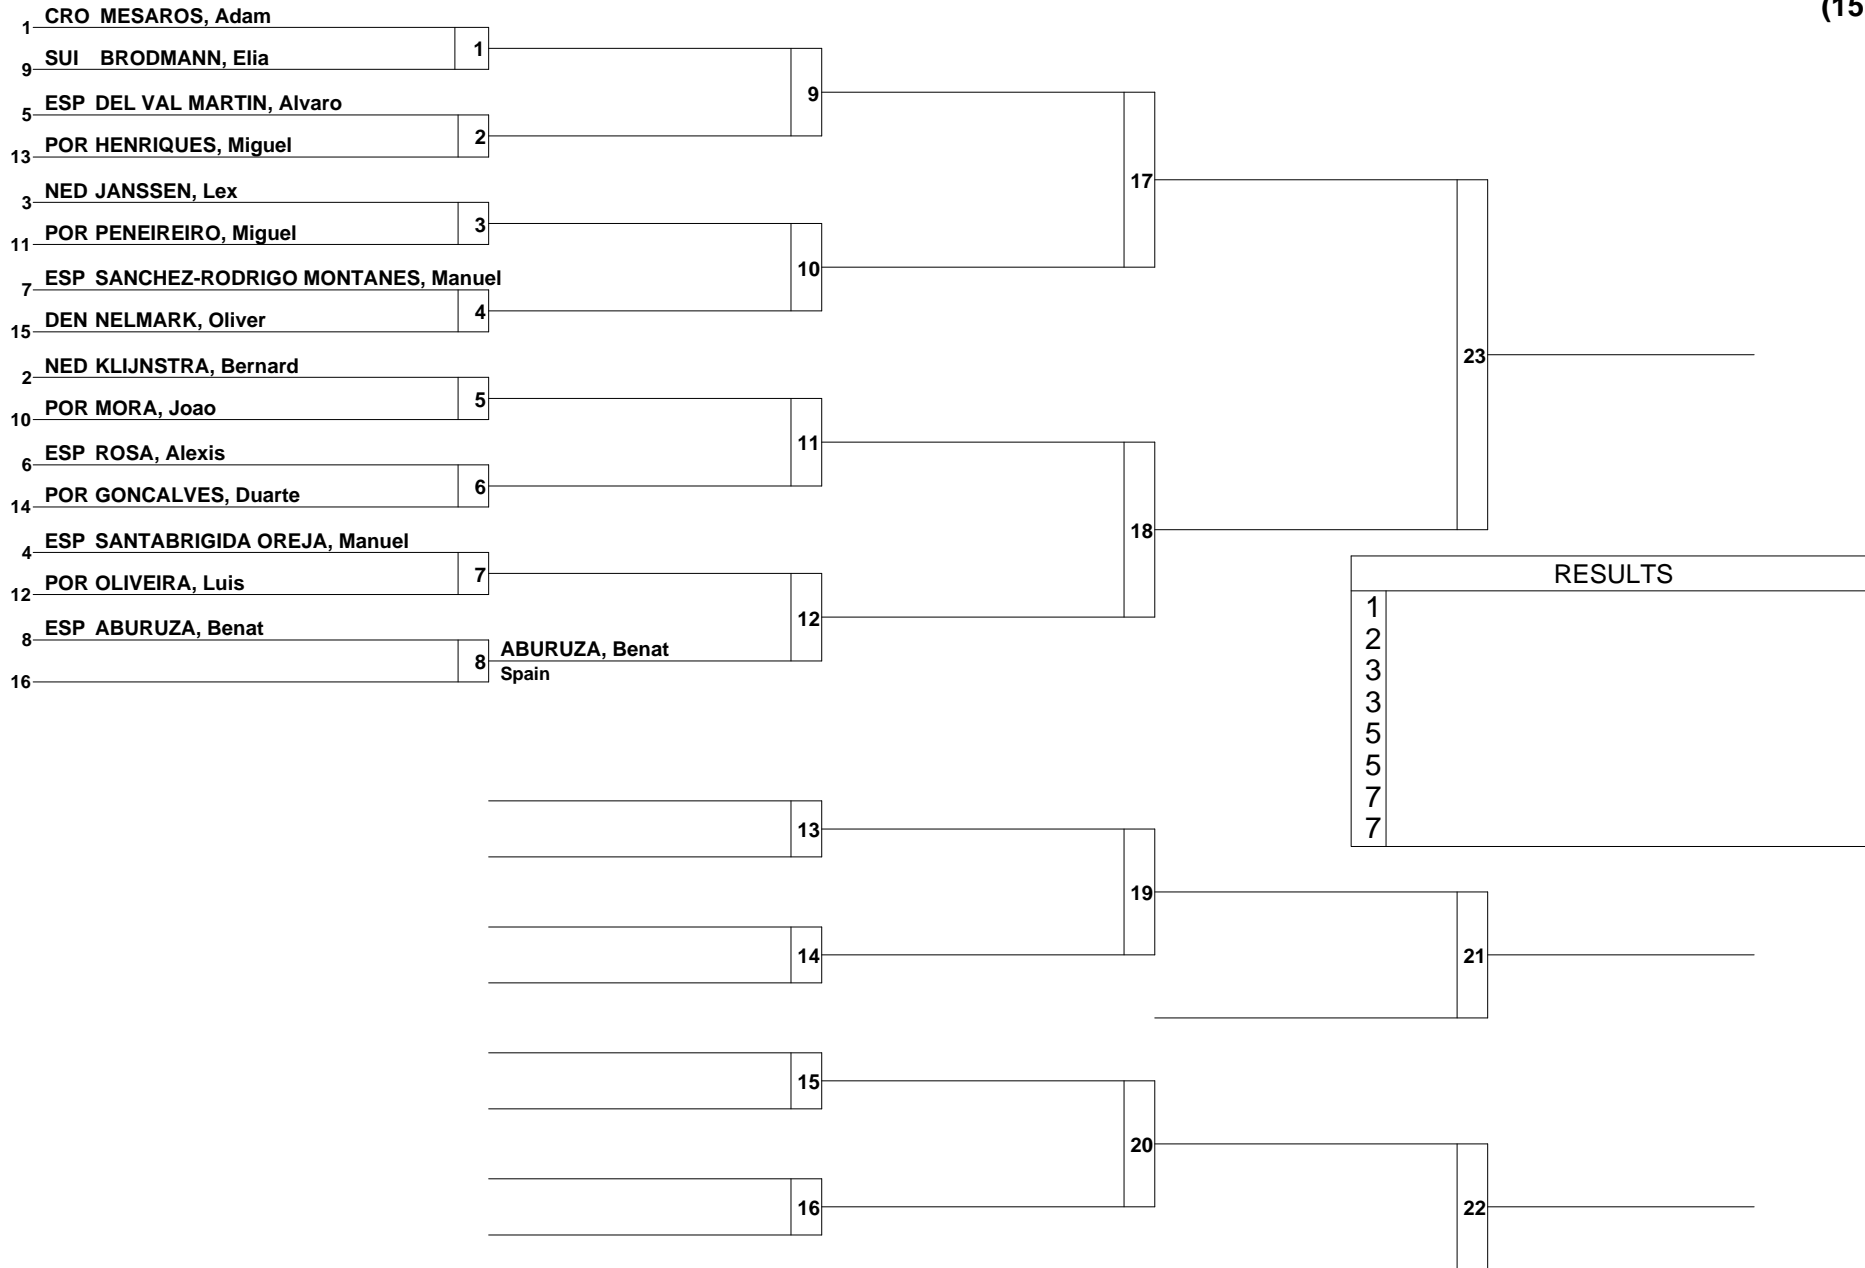 (15
1 CRO MESAROS, Adam
9 SUI BRODMANN, Elia
1
5 ESP DEL VAL MARTIN, Alvaro
13 POR HENRIQUES, Miguel
2
9
3 NED JANSSEN, Lex
11 POR PENEIREIRO, Miguel
3
7 ESP SANCHEZ-RODRIGO MONTANES, Manuel
15 DEN NELMARK, Oliver
4
10
17
2 NED KLIJNSTRA, Bernard
10 POR MORA, Joao
5
6 ESP ROSA, Alexis
14 POR GONCALVES, Duarte
6
11
4 ESP SANTABRIGIDA OREJA, Manuel
12 POR OLIVEIRA, Luis
7
8 ESP ABURUZA, Benat
16
8
ABURUZA, Benat
Spain
12
18
23
RESULTS
1
2
3
3
5
5
7
7
13
14
19
21
15
16
20
22